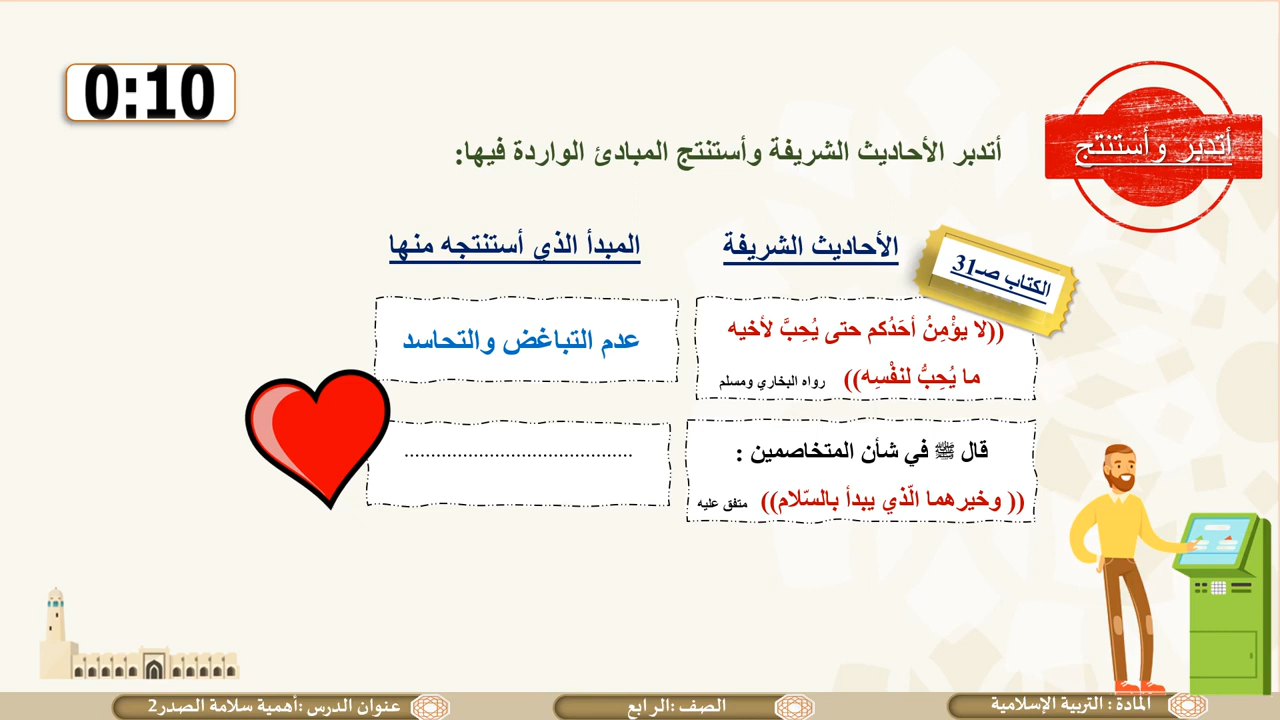 0:10
أتدبر وأستنتج
أتدبر الأحاديث الشريفة وأستنتج المبادئ الواردة فيها:
الكتاب صـ31
الأحاديث الشريفة
المبدأ الذي أستنتجه منها
((لا يؤْمِنُ أحَدُكم حتى يُحِبَّ لأخيه
ما يُحِبُّ لنفْسِه)) رواه البخاري ومسلم
عدم التباغض والتحاسد
قال ﷺ في شأن المتخاصمين :
(( وخيرهما الّذي يبدأ بالسّلام)) متفق عليه
...........................................
المادة : التربية الإسلامية
الصف :الرابع
عنوان الدرس :أهمية سلامة الصدر2